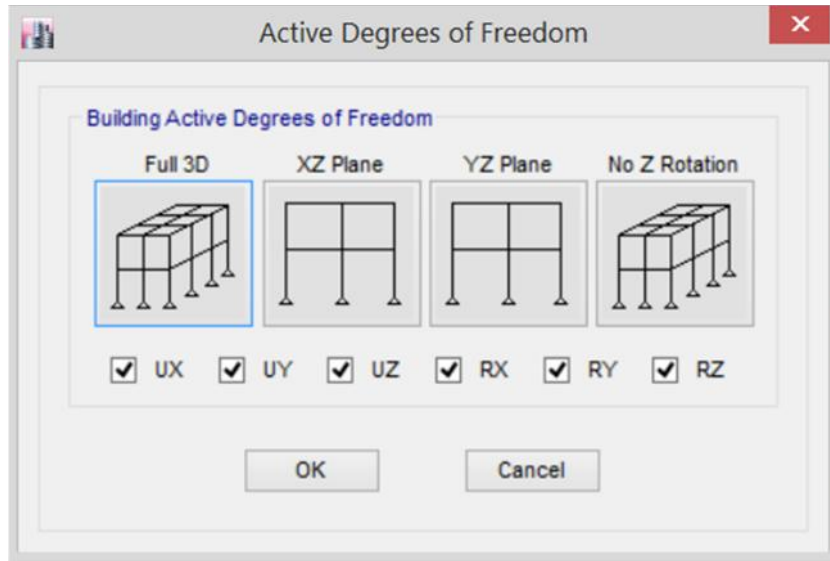 Active Degrees of Freedom
Building Active Degrees of Freedom
Full 3D XZ Plane YZ Plane No Z Rotation
UX UY UZ RX RY RZ
OK Cancel